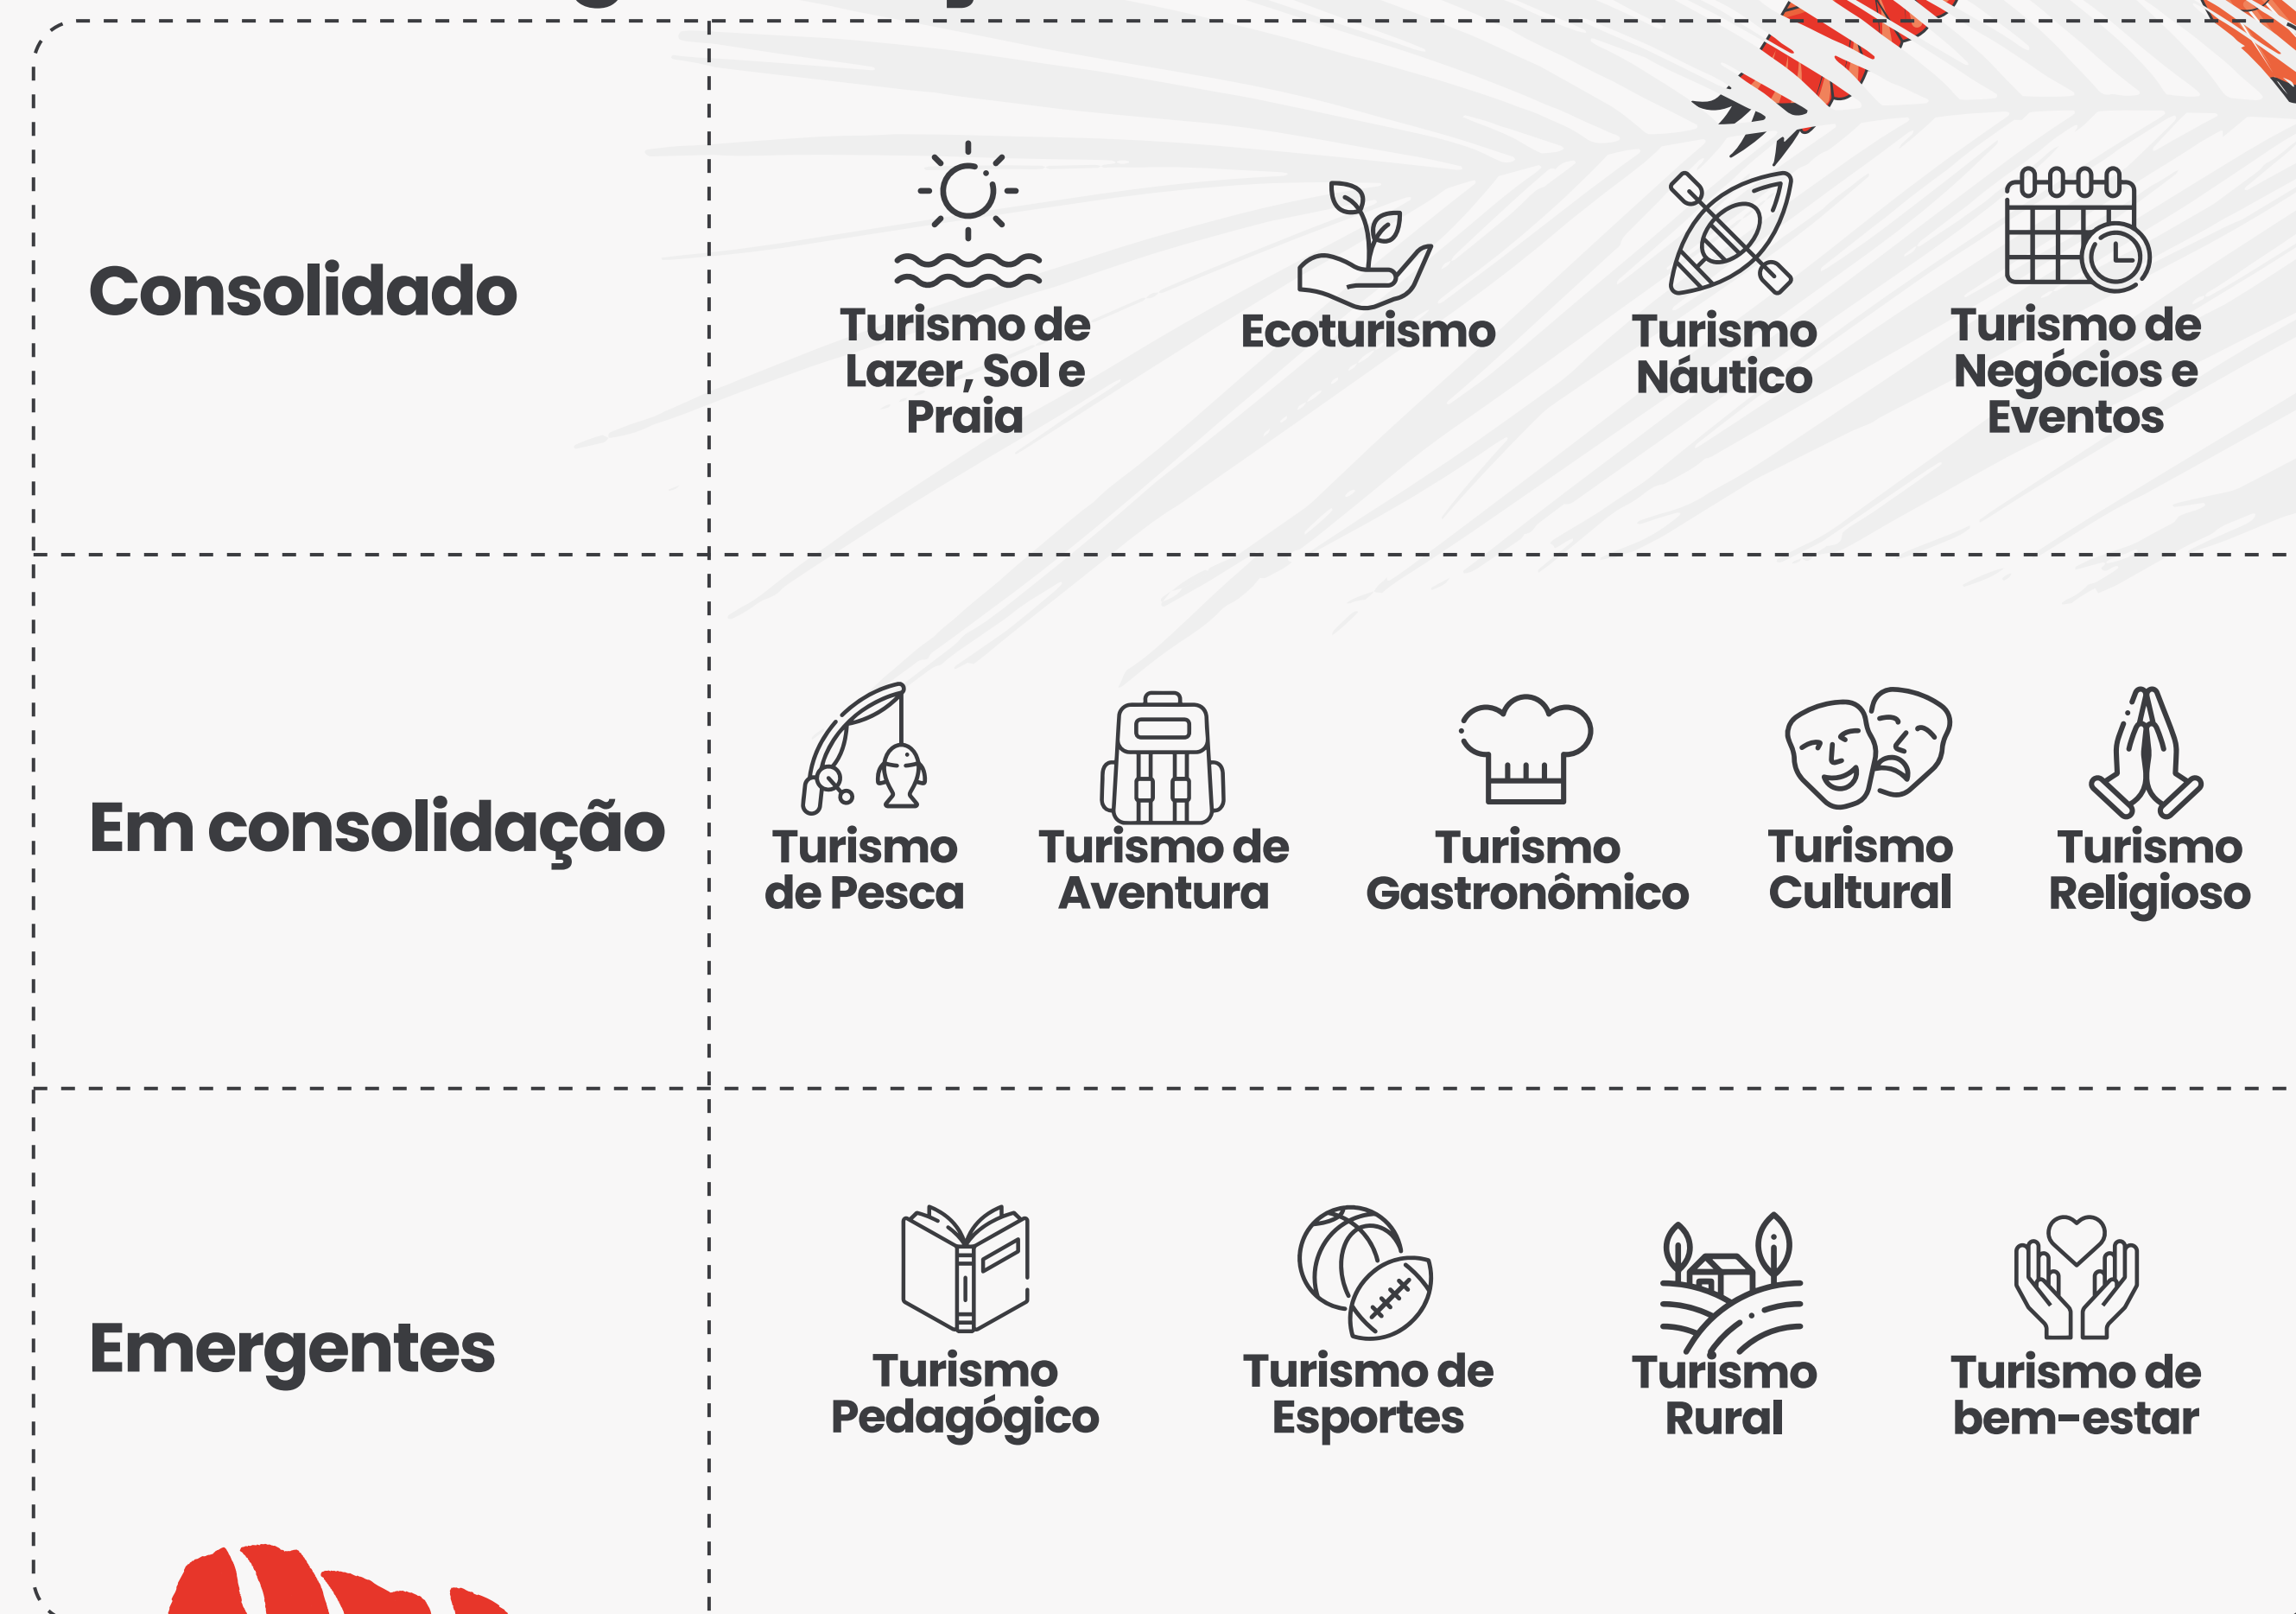 Consolidado
Turismo de
Lazer, Sol e
Praia
Ecoturismo
Turismo
Náutico
Turismo de
Negócios e
Eventos
Em consolidação
Turismo
de Pesca
Turismo de
Aventura
Turismo
Gastronômico
Turismo
Cultural
Turismo
Religioso
Emergentes
Turismo
Pedagógico
Turismo de
Esportes
Turismo
Rural
Turismo de
bem-estar